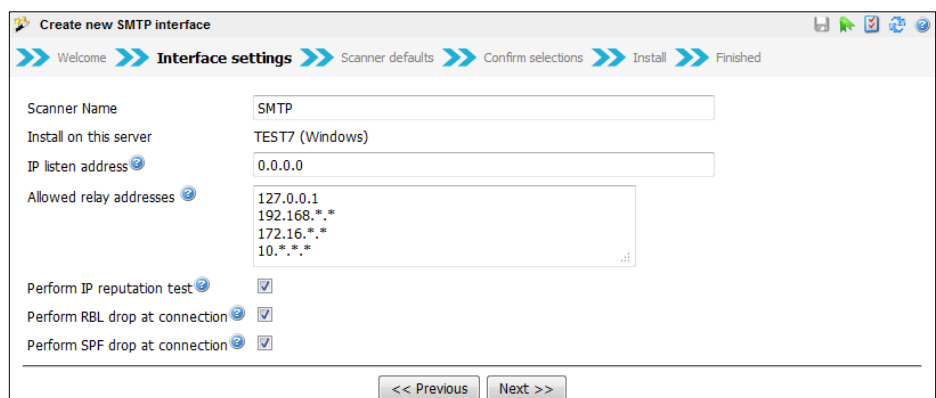 Create new SMTP interface
Welcome Interface settings Scanner defaults Confirm selections Install Finished
Scanner Name SMTP
Install on this server TEST7 (Windows)
IP listen address 0.0.0.0
Allowed relay addresses 127.0.0.1
192.168.*.*
172.16.*.*
10.*.*.*
Perform IP reputation test
Perform RBL drop at connection
Perform SPF drop at connection
<< Previous Next >>